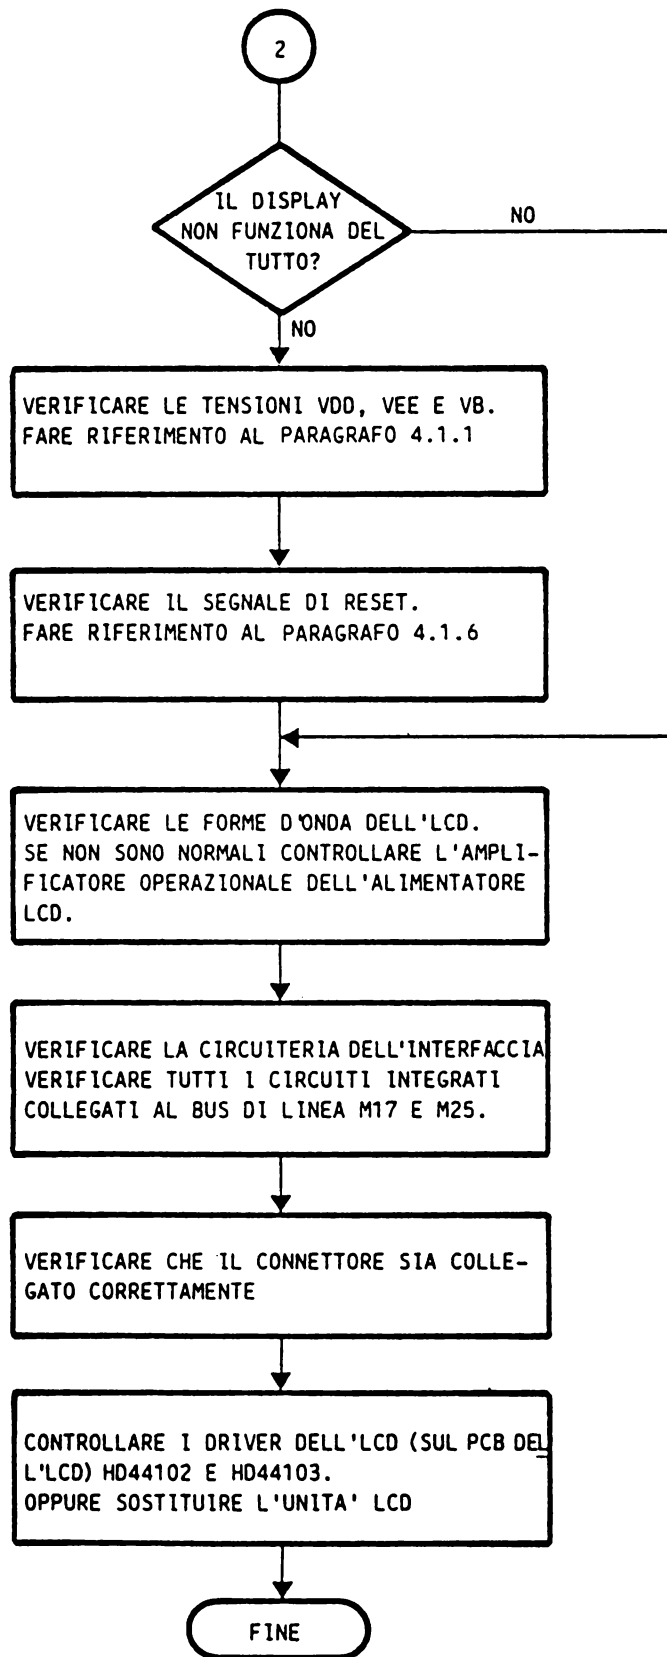 2
IL DISPLAY
NON FUNZIONA DEL
TUTTO?
NO
NO
VERIFICARE LE TENSIONI VDD, VEE E VB.
FARE RIFERIMENTO AL PARAGRAFO 4.1.1
VERIFICARE IL SEGNALE DI RESET.
FARE RIFERIMENTO AL PARAGRAFO 4.1.6
VERIFICARE LE FORME D'ONDA DELL'LCD.
SE NON SONO NORMALI CONTROLLARE L'AMPLI-
FICATORE OPERAZIONALE DELL'ALIMENTATORE
LCD.
VERIFICARE LA CIRCUITERIA DELL'INTERFACCIA
VERIFICARE TUTTI I CIRCUITI INTEGRATI
COLLEGATI AL BUS DI LINEA M17 E M25.
VERIFICARE CHE IL CONNETTORE SIA COLLE-
GATO CORRETTAMENTE
CONTROLLARE I DRIVER DELL'LCD (SUL PCB DEL
L'LCD) HD44102 E HD44103.
OPPURE SOSTITUIRE L'UNITA' LCD
FINE